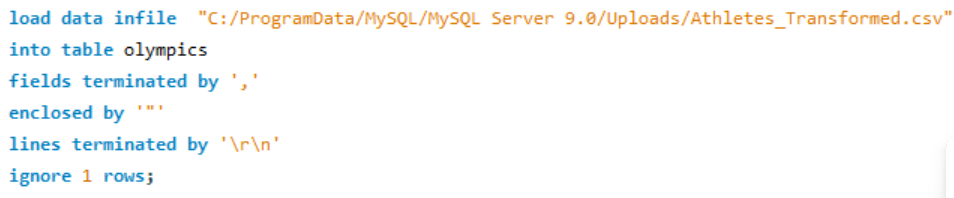 load data infile  "C:/ProgramData/MySQL/MySQL Server 9.0/Uploads/Athletes_Transformed.csv"
into table olympics
fields terminated by ','
enclosed by '"'
lines terminated by '\r\n'
ignore 1 rows;